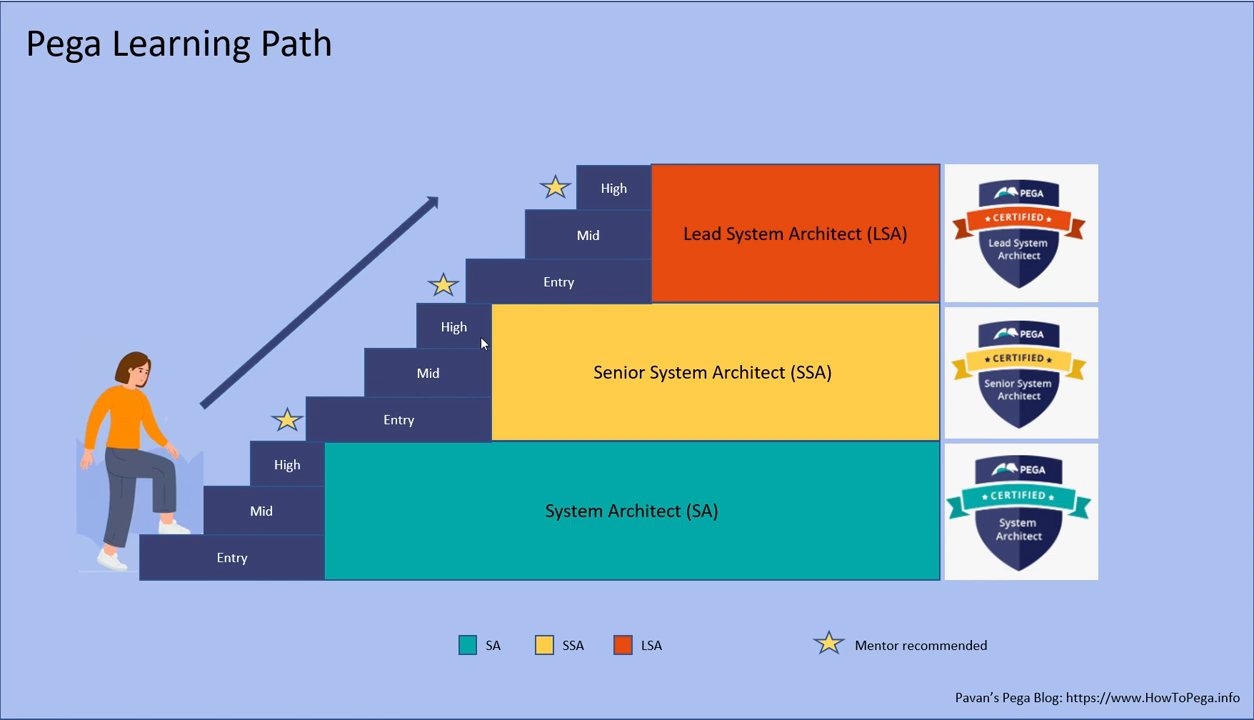 Pega Learning Path
High
Mid
Entry
Lead System Architect (LSA)
PEGA
★ CERTIFIED ★
Lead System
Architect
High
Mid
Entry
Senior System Architect (SSA)
PEGA
★ CERTIFIED ★
Senior System
Architect
High
Mid
Entry
System Architect (SA)
PEGA
★ CERTIFIED ★
System
Architect
SA
SSA
LSA
Mentor recommended
Pavan's Pega Blog: https://www.HowToPega.info